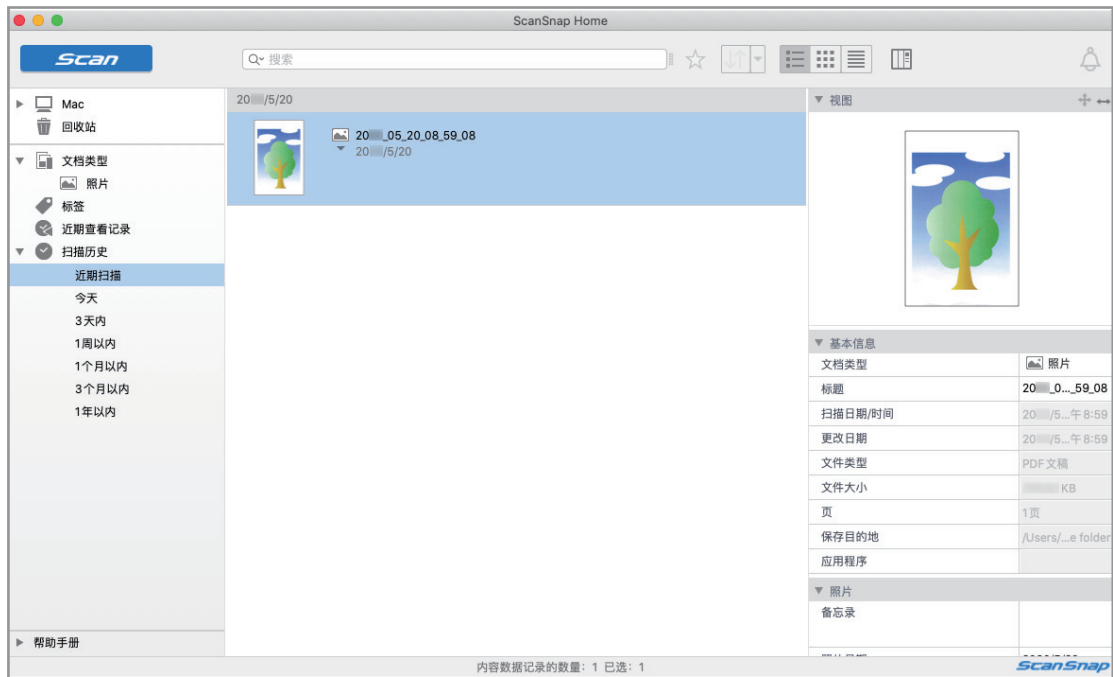 ScanSnap Home
Scan
搜索
Mac
回收站
文档类型
照片
标签
近期查看记录
扫描历史
近期扫描
今天
3天内
1周以内
1个月以内
3个月以内
1年以内
帮助手册
20 /5/20
20 _05_20_08_59_08
20 /5/20
视图
基本信息
文档类型 照片
标题 20 _0..._59_08
扫描日期/时间 20 /5...午8:59
更改日期 20 /5...午8:59
文件类型 PDF文稿
文件大小 KB
页 1页
保存目的地 /Users/...e folder
应用程序
照片
备忘录
内容数据记录的数量: 1 已选: 1
ScanSnap